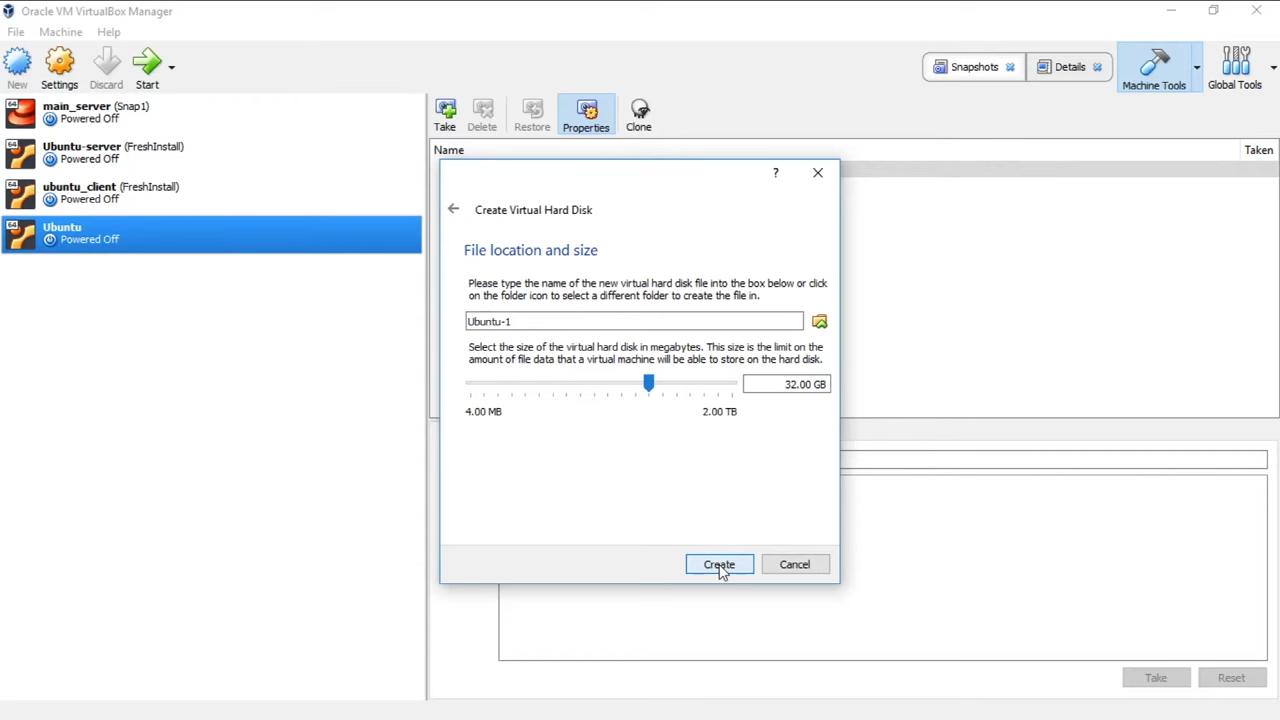 Oracle VM VirtualBox Manager
File Machine Help
New Settings Discard Start
Snapshots Details Machine Tools Global Tools
64 main_server (Snap1)
Powered Off
64 Ubuntu-server (FreshInstall)
Powered Off
64 ubuntu_client (FreshInstall)
Powered Off
64 Ubuntu
Powered Off
Take Delete Restore Properties Clone
Name Taken
?
Create Virtual Hard Disk
File location and size
Please type the name of the new virtual hard disk file into the box below or click
on the folder icon to select a different folder to create the file in.
Ubuntu-1
Select the size of the virtual hard disk in megabytes. This size is the limit on the
amount of file data that a virtual machine will be able to store on the hard disk.
32.00 GB
4.00 MB 2.00 TB
Create Cancel
Take Reset